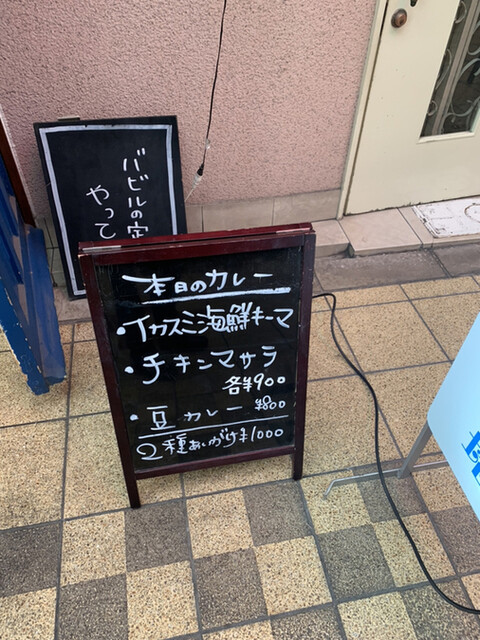 バビルの
やって
本日のカレー
・イカスミ海鮮キーマ
・チキンマサラ
各¥900
・豆カレー ¥800
2種あいがけ¥1000